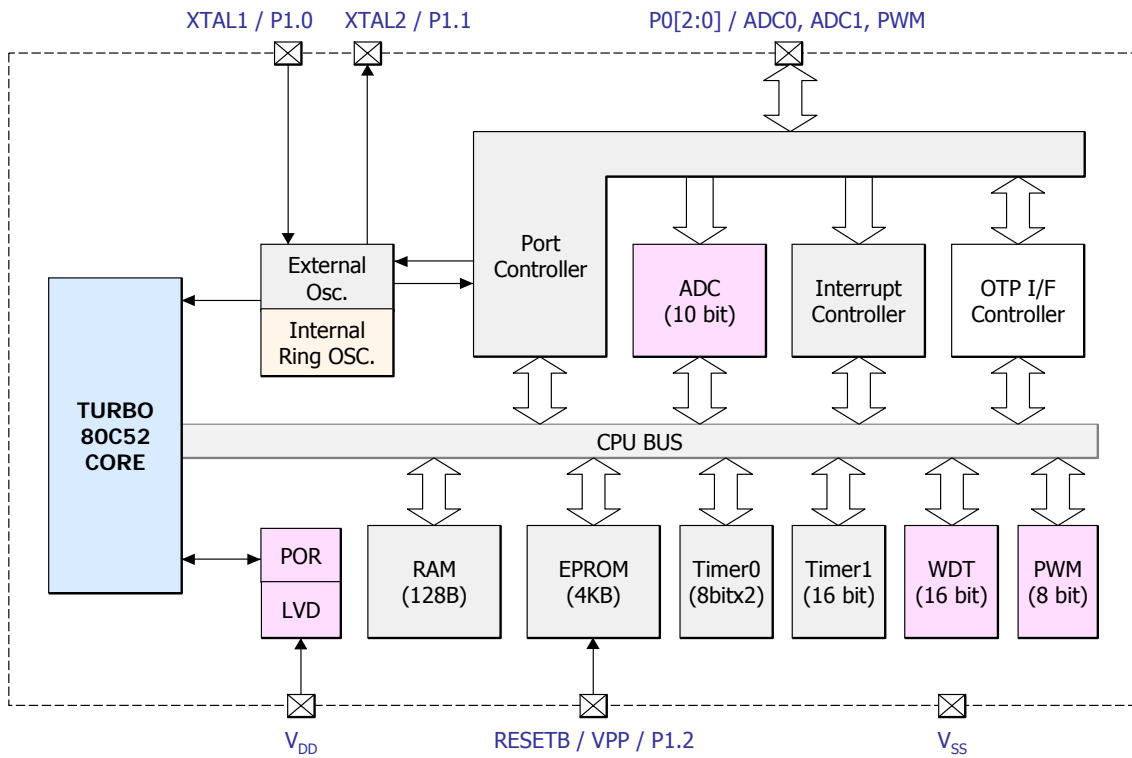 XTAL1 / P1.0
XTAL2 / P1.1
P0[2:0] / ADC0, ADC1, PWM
Port
Controller
External
Osc.
Internal
Ring OSC.
ADC
(10 bit)
Interrupt
Controller
OTP I/F
Controller
TURBO
80C52
CORE
CPU BUS
POR
LVD
RAM
(128B)
EPROM
(4KB)
Timer0
(8bitx2)
Timer1
(16 bit)
WDT
(16 bit)
PWM
(8 bit)
VDD
RESETB / VPP / P1.2
VSS